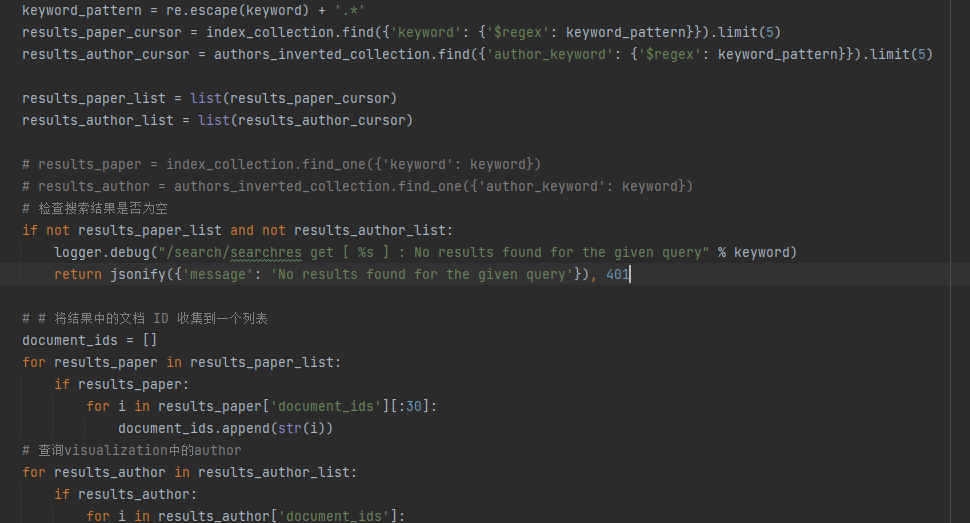 keyword_pattern = re.escape(keyword) + '.*'
results_paper_cursor = index_collection.find({'keyword': {'$regex': keyword_pattern}}).limit(5)
results_author_cursor = authors_inverted_collection.find({'author_keyword': {'$regex': keyword_pattern}}).limit(5)
results_paper_list = list(results_paper_cursor)
results_author_list = list(results_author_cursor)
# results_paper = index_collection.find_one({'keyword': keyword})
# results_author = authors_inverted_collection.find_one({'author_keyword': keyword})
# 检查搜索结果是否为空
if not results_paper_list and not results_author_list:
    logger.debug("/search/searchres get [ %s ] : No results found for the given query" % keyword)
    return jsonify({'message': 'No results found for the given query'}), 401
# # 将结果中的文档 ID 收集到一个列表
document_ids = []
for results_paper in results_paper_list:
    if results_paper:
        for i in results_paper['document_ids'][:30]:
            document_ids.append(str(i))
# 查询visualization中的author
for results_author in results_author_list:
    if results_author:
        for i in results_author['document_ids']: